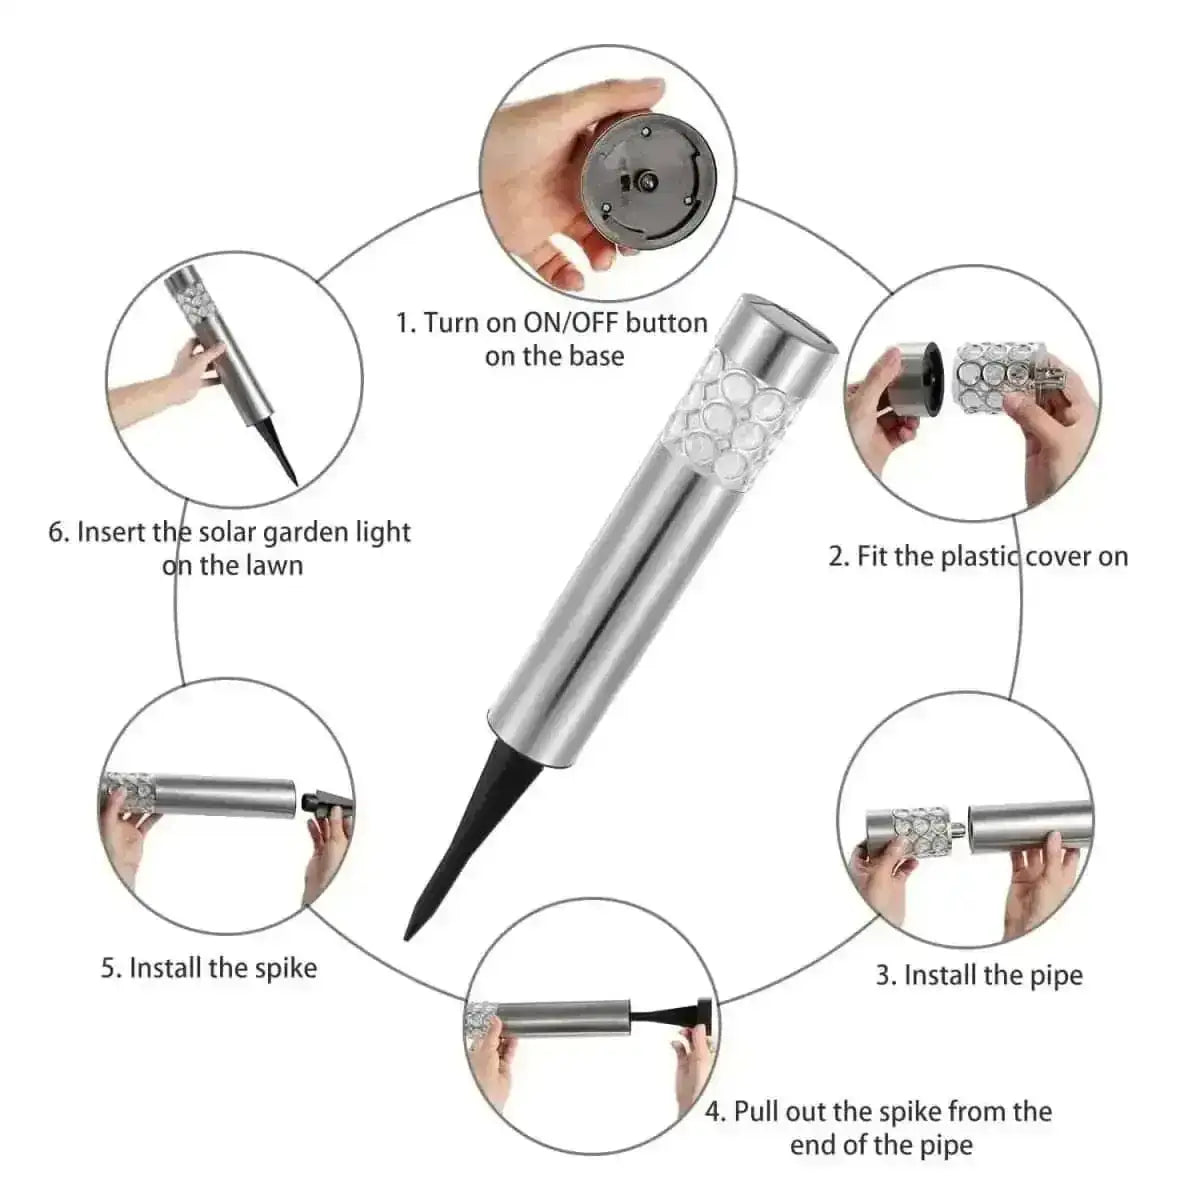 1. Turn on ON/OFF button
on the base
2. Fit the plastic cover on
3. Install the pipe
4. Pull out the spike from the
end of the pipe
5. Install the spike
6. Insert the solar garden light
on the lawn